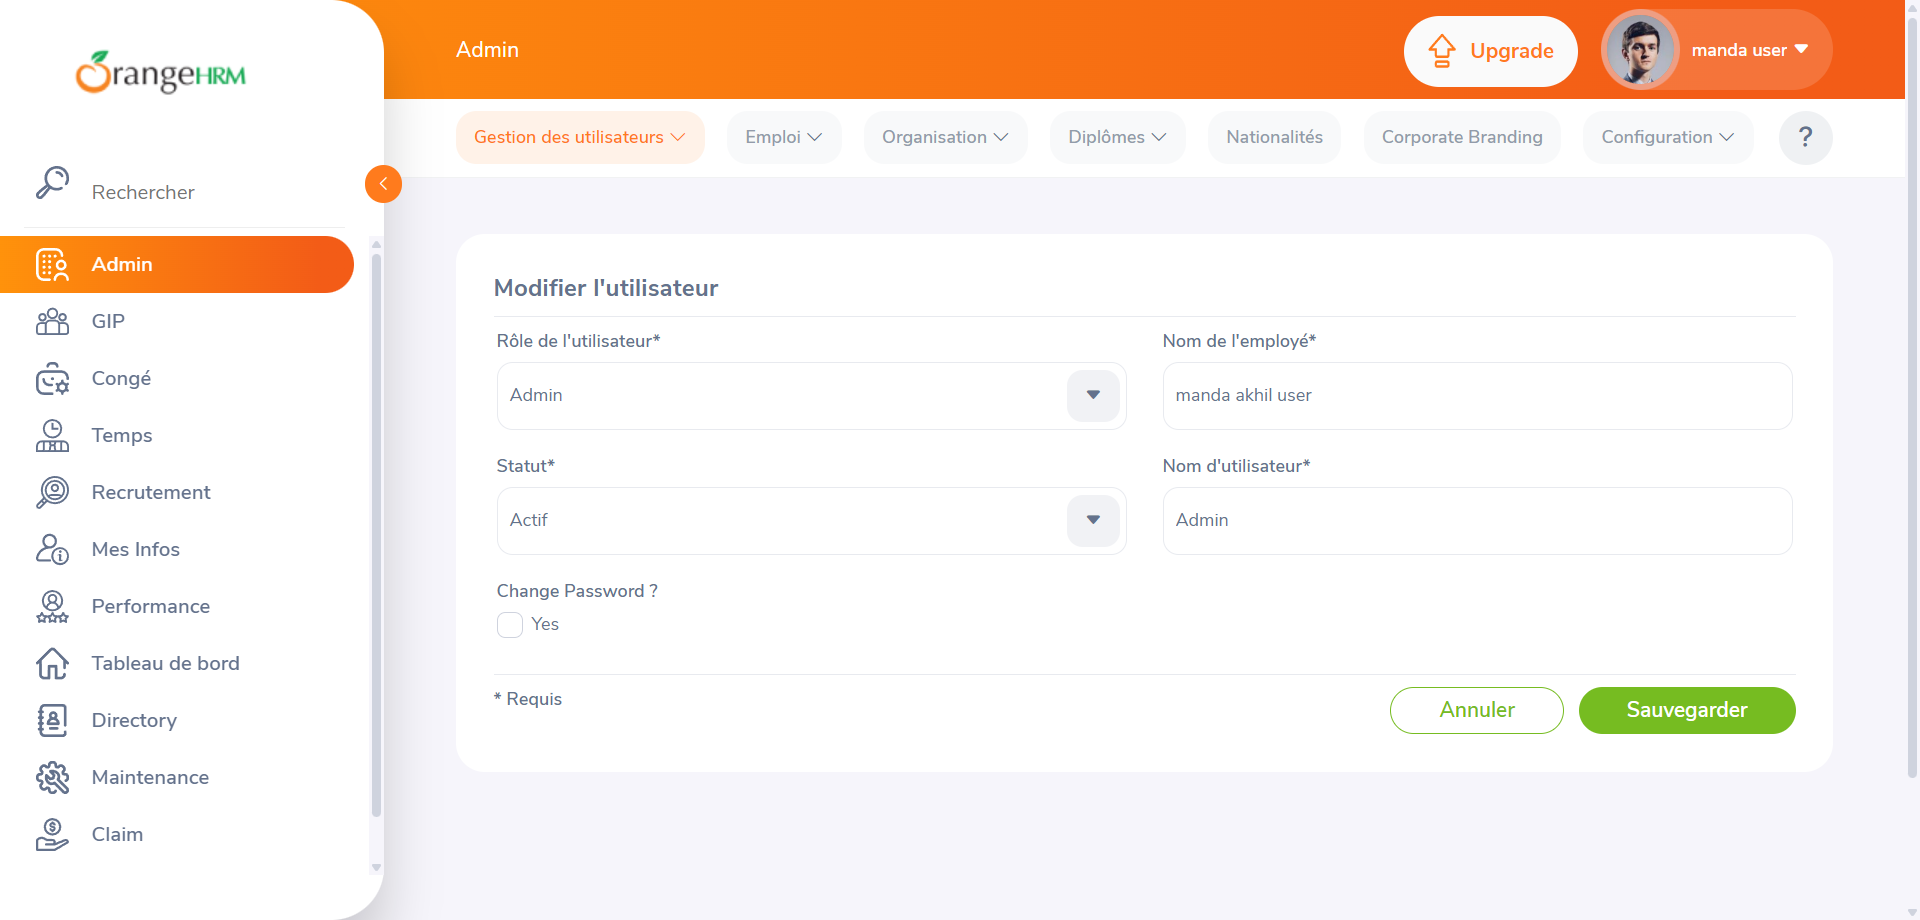 OrangeHRM
Rechercher
Admin
GIP
Congé
Temps
Recrutement
Mes Infos
Performance
Tableau de bord
Directory
Maintenance
Claim
Admin
Upgrade
manda user
Gestion des utilisateurs
Emploi
Organisation
Diplômes
Nationalités
Corporate Branding
Configuration
?
Modifier l'utilisateur
Rôle de l'utilisateur*
Nom de l'employé*
Admin
manda akhil user
Statut*
Nom d'utilisateur*
Actif
Admin
Change Password ?
Yes
* Requis
Annuler
Sauvegarder